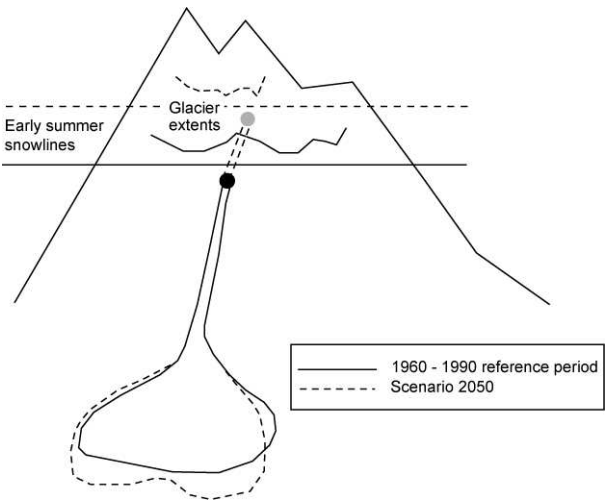 Glacier
extents
Early summer
snowlines
1960 - 1990 reference period
Scenario 2050